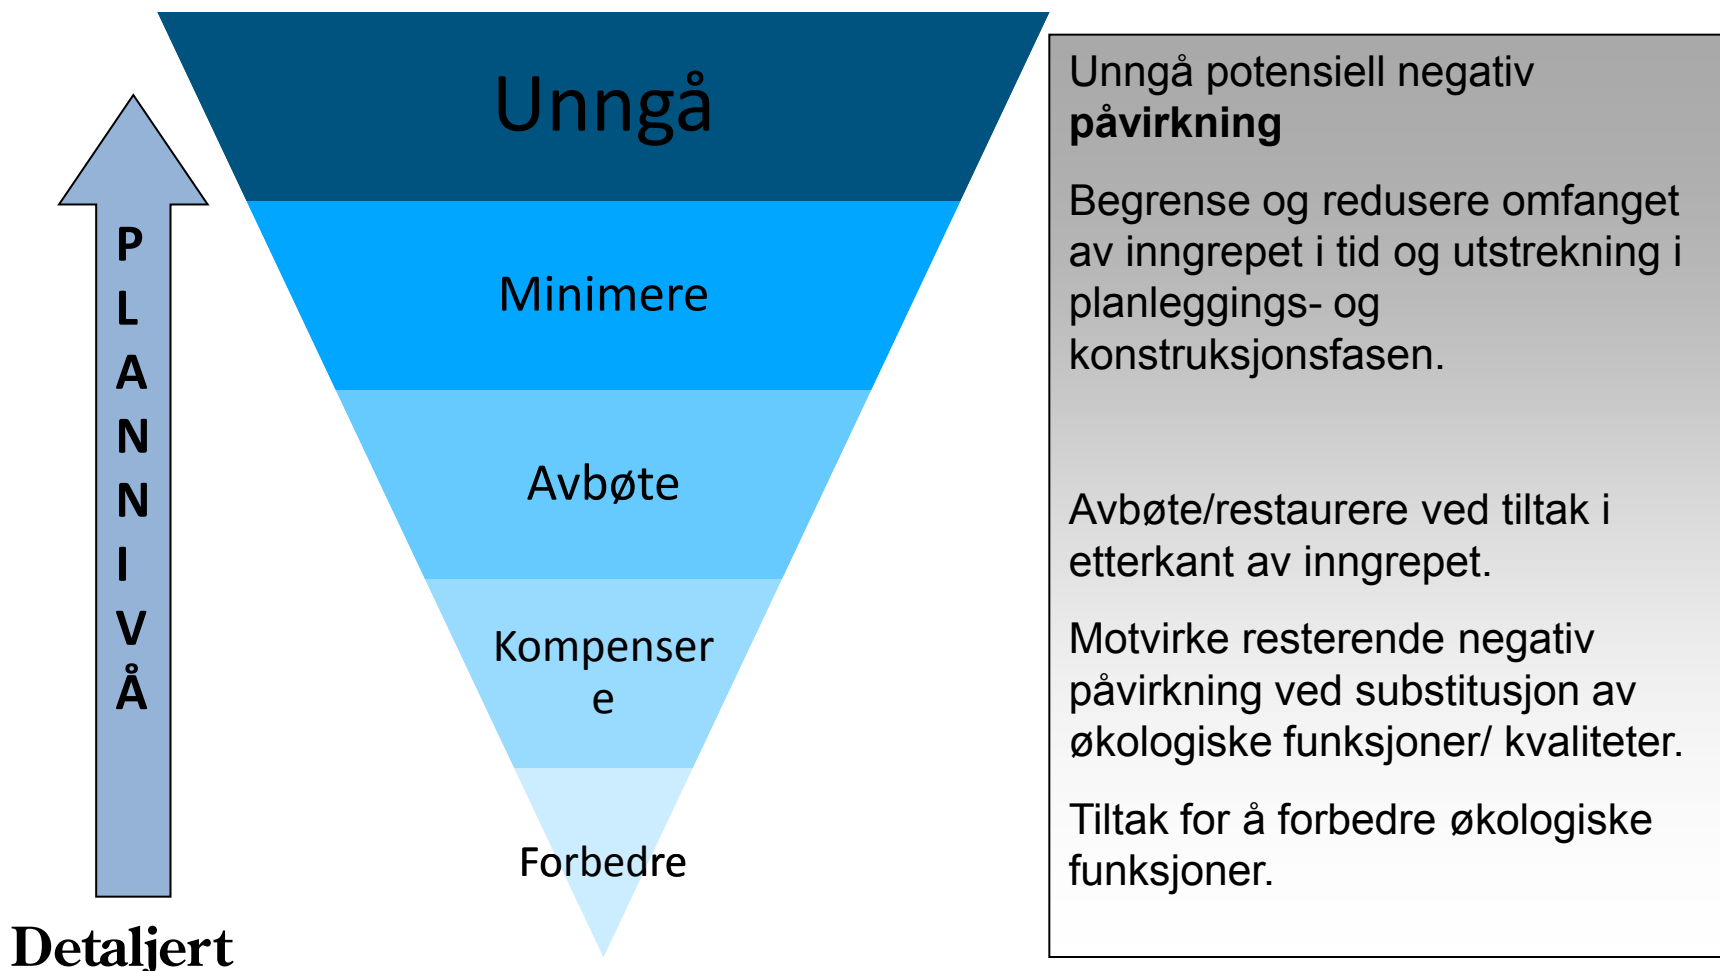 Unngå
Minimere
Avbøte
Kompenser
e
Forbedre
P
L
A
N
N
I
V
Å
Detaljert
Unngå potensiell negativ
påvirkning
Begrense og redusere omfanget
av inngrepet i tid og utstrekning i
planleggings- og
konstruksjonsfasen.
Avbøte/restaurere ved tiltak i
etterkant av inngrepet.
Motvirke resterende negativ
påvirkning ved substitusjon av
økologiske funksjoner/ kvaliteter.
Tiltak for å forbedre økologiske
funksjoner.